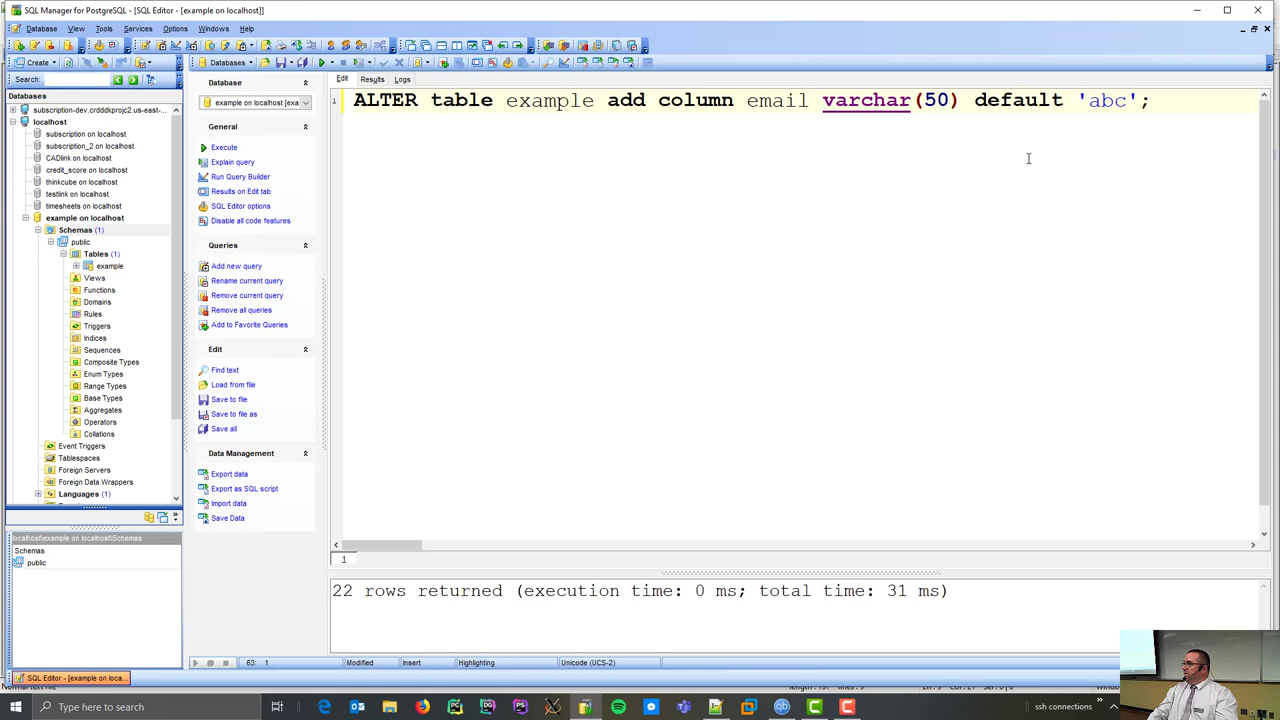 SQL Manager for PostgreSQL - [SQL Editor - [example on localhost]]
Database View Tools Services Options Windows Help
Create Databases
Search:
Databases
subscription-dev.crdddkprojc2.us-east-...
localhost
subscription on localhost
subscription_2 on localhost
CADlink on localhost
credit_score on localhost
thinkcube on localhost
testlink on localhost
timesheets on localhost
example on localhost
Schemas (1)
public
Tables (1)
example
Views
Functions
Domains
Rules
Triggers
Indices
Sequences
Composite Types
Enum Types
Range Types
Base Types
Aggregates
Operators
Collations
Event Triggers
Tablespaces
Foreign Servers
Foreign Data Wrappers
Languages (1)
localhost\example on localhost\Schemas
Schemas
public
Database
example on localhost [exa
General
Execute
Explain query
Run Query Builder
Results on Edit tab
SQL Editor options
Disable all code features
Queries
Add new query
Rename current query
Remove current query
Remove all queries
Add to Favorite Queries
Edit
Find text
Load from file
Save to file
Save to file as
Save all
Data Management
Export data
Export as SQL script
Import data
Save Data
Edit Results Logs
1 ALTER table example add column email varchar(50) default 'abc';
1
22 rows returned (execution time: 0 ms; total time: 31 ms)
63: 1 Modified Insert Highlighting Unicode (UCS-2)
SQL Editor - [example on loca...
Type here to search
ssh connections